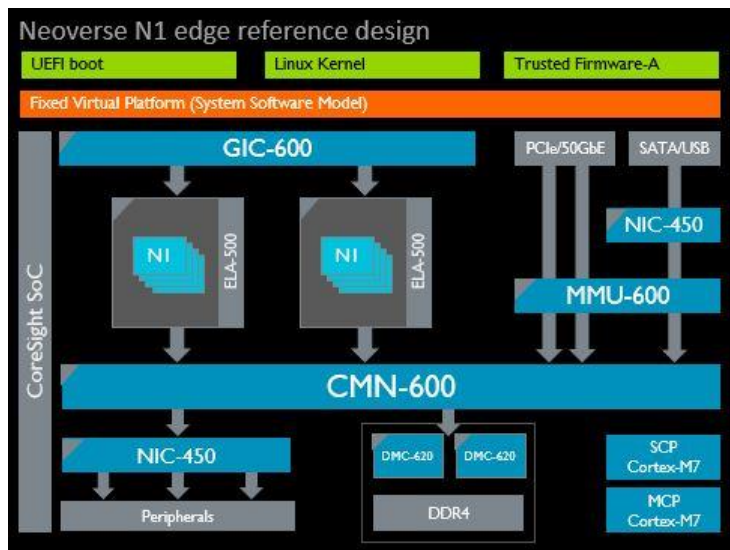 Neoverse N1 edge reference design
UEFI boot
Linux Kernel
Trusted Firmware-A
Fixed Virtual Platform (System Software Model)
CoreSight SoC
GIC-600
PCIe/50GbE
SATA/USB
N1
ELA-500
N1
ELA-500
NIC-450
MMU-600
CMN-600
NIC-450
DMC-620
DMC-620
SCP
Cortex-M7
Peripherals
DDR4
MCP
Cortex-M7